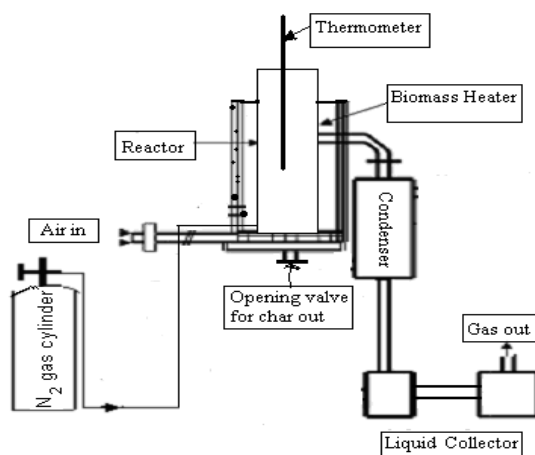 Thermometer
Biomass Heater
Reactor
Condenser
Air in
N2 gas cylinder
Opening valve
for char out
Gas out
Liquid Collector